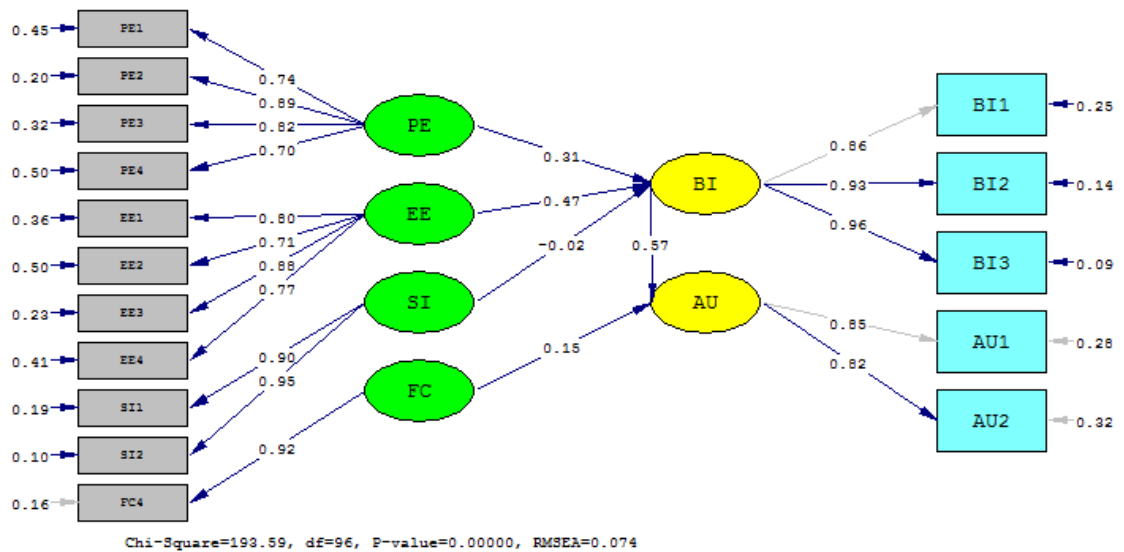 0.45 PE1
0.20 PE2
0.32 PE3
0.50 PE4
0.36 EE1
0.50 EE2
0.23 EE3
0.41 EE4
0.19 SI1
0.10 SI2
0.16 FC4
0.74
0.89
0.82
0.70
0.80
0.71
0.88
0.77
0.90
0.95
0.92
PE
EE
SI
FC
0.31
0.47
-0.02
0.57
0.15
BI
AU
0.86
0.93
0.96
0.85
0.82
BI1 0.25
BI2 0.14
BI3 0.09
AU1 0.28
AU2 0.32
Chi-Square=193.59, df=96, P-value=0.00000, RMSEA=0.074